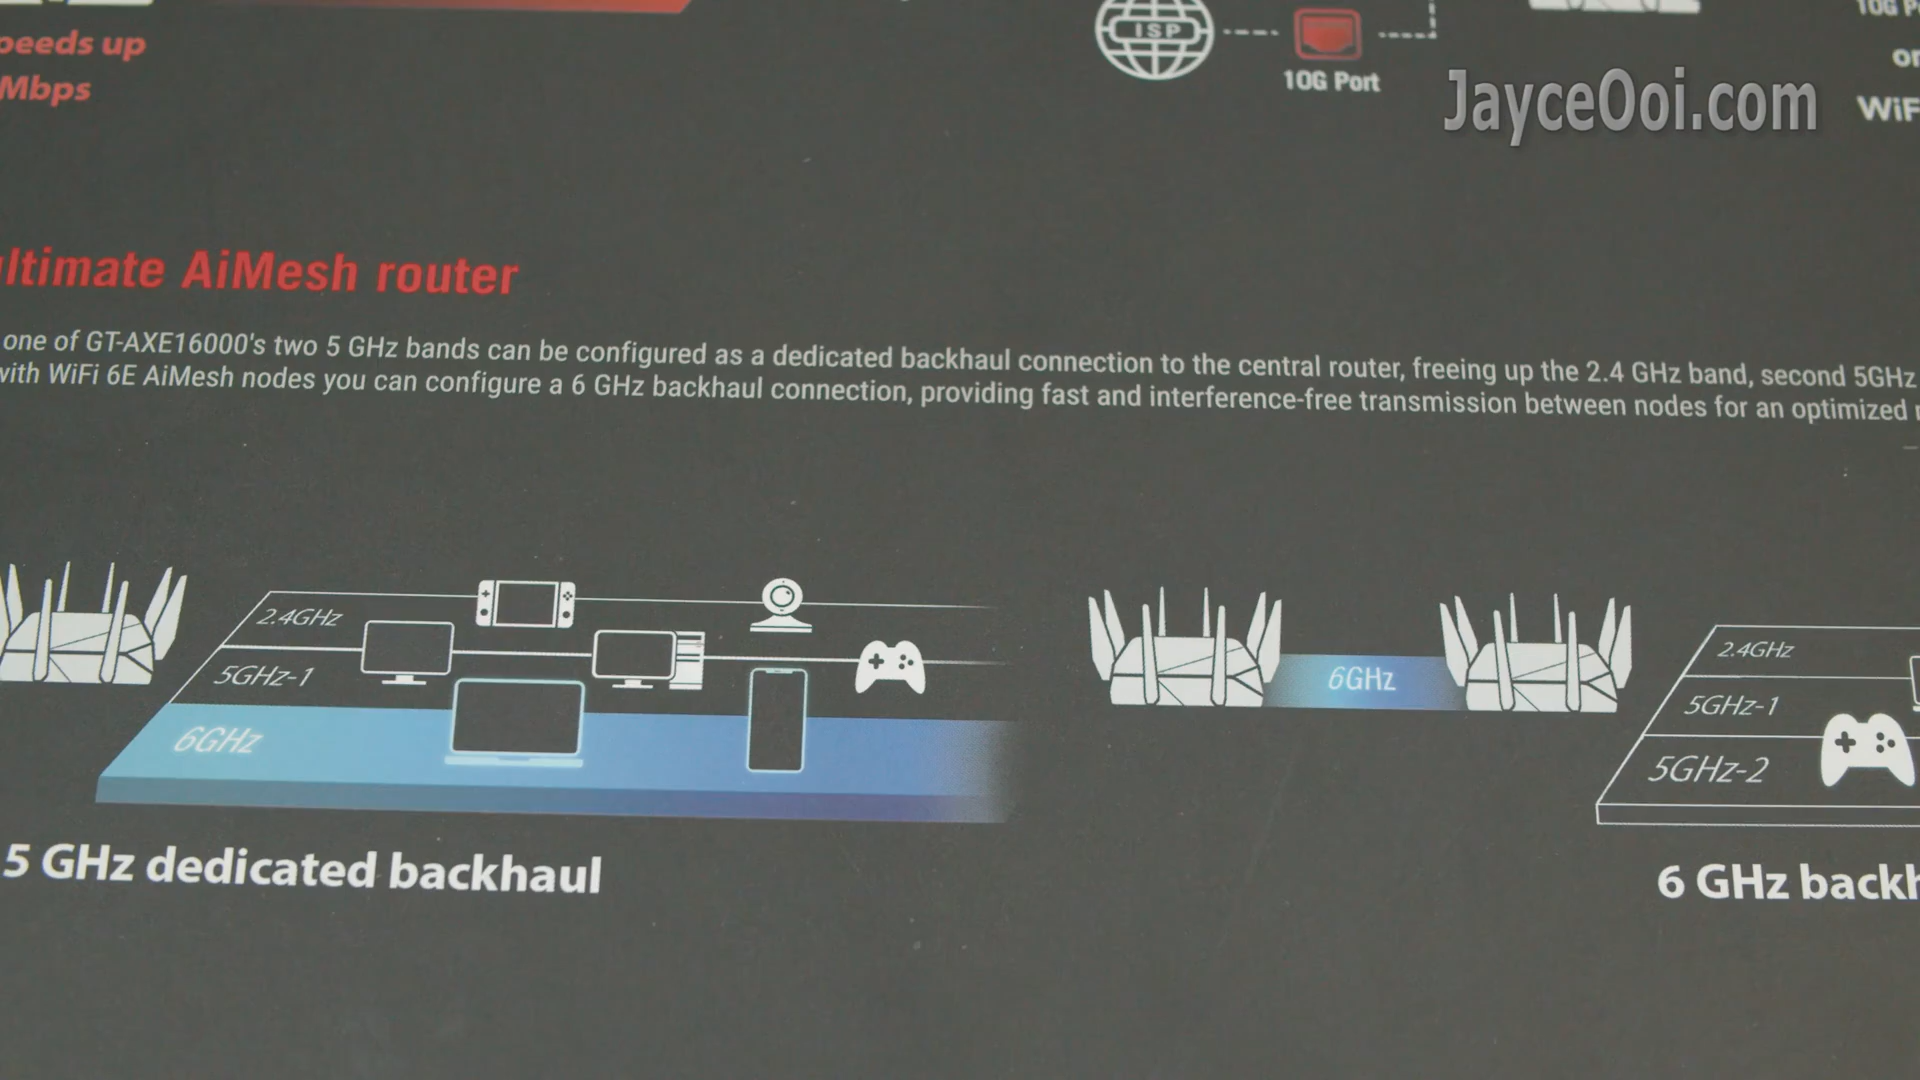 ISP
10G P
peeds up
or
10G Port
Mbps
JayceOoi.com
WiF
ultimate AiMesh router
one of GT-AXE16000's two 5 GHz bands can be configured as a dedicated backhaul connection to the central router, freeing up the 2.4 GHz band, second 5GHz
with WiFi 6E AiMesh nodes you can configure a 6 GHz backhaul connection, providing fast and interference-free transmission between nodes for an optimized
2.4GHz
5GHz-1
6GHz
6GHz
2.4GHz
5GHz-1
5GHz-2
5 GHz dedicated backhaul
6 GHz backh